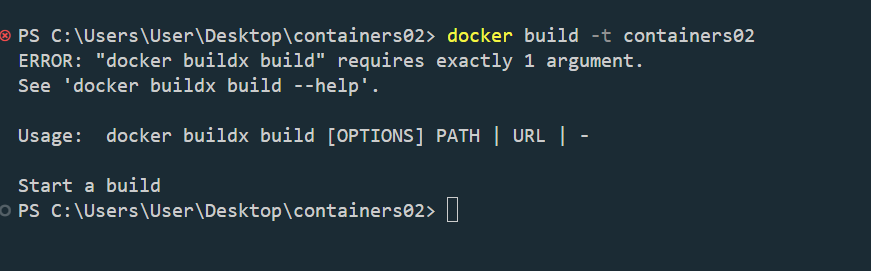 PS C:\Users\User\Desktop\containers02> docker build -t containers02
ERROR: "docker buildx build" requires exactly 1 argument.
See 'docker buildx build --help'.
Usage:  docker buildx build [OPTIONS] PATH | URL | -
Start a build
PS C:\Users\User\Desktop\containers02>